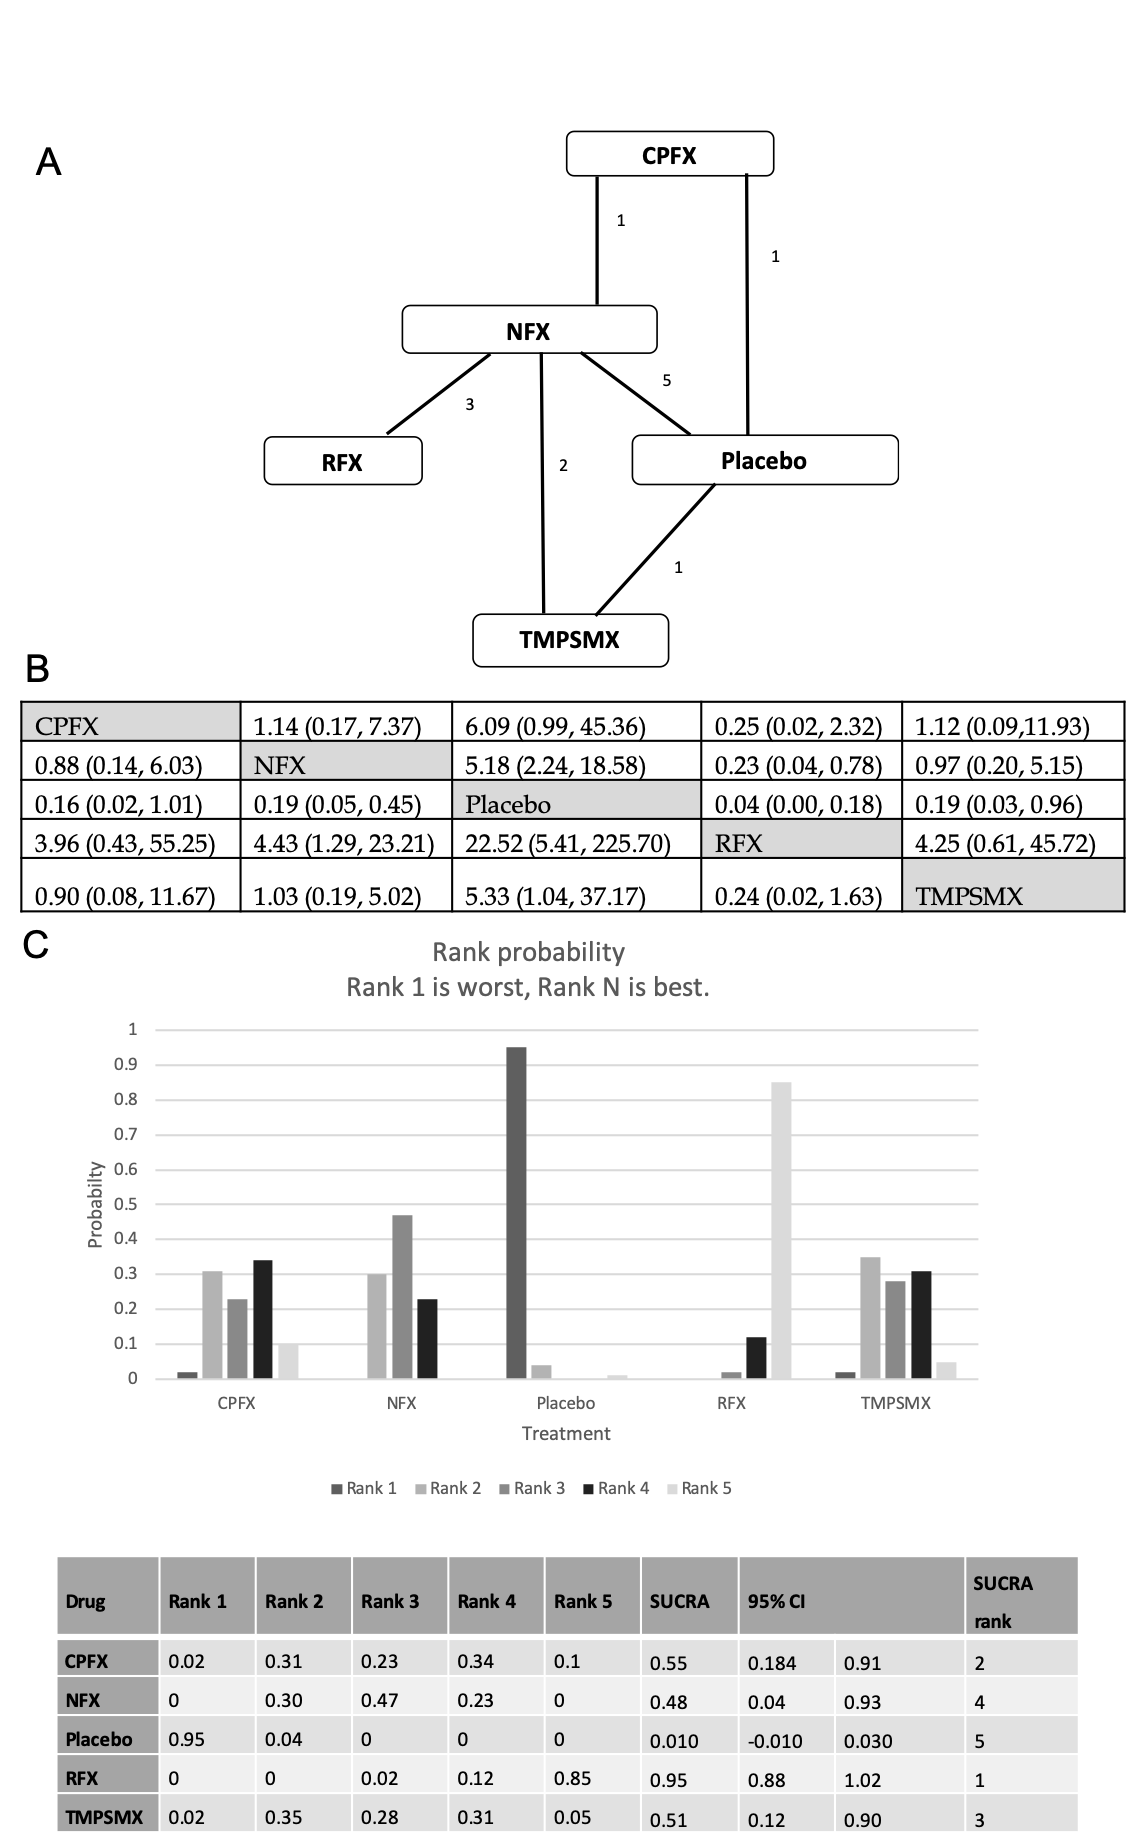 A
CPFX
1
1
NFX
5
3
RFX
Placebo
2
1
TMPSMX
B
CPFX 1.14 (0.17, 7.37) 6.09 (0.99, 45.36) 0.25 (0.02, 2.32) 1.12 (0.09,11.93)
0.88 (0.14, 6.03) NFX 5.18 (2.24, 18.58) 0.23 (0.04, 0.78) 0.97 (0.20, 5.15)
0.16 (0.02, 1.01) 0.19 (0.05, 0.45) Placebo 0.04 (0.00, 0.18) 0.19 (0.03, 0.96)
3.96 (0.43, 55.25) 4.43 (1.29, 23.21) 22.52 (5.41, 225.70) RFX 4.25 (0.61, 45.72)
0.90 (0.08, 11.67) 1.03 (0.19, 5.02) 5.33 (1.04, 37.17) 0.24 (0.02, 1.63) TMPSMX
C
Rank probability
Rank 1 is worst, Rank N is best.
1
0.9
0.8
0.7
0.6
0.5
0.4
0.3
0.2
0.1
0
Probabilty
CPFX NFX Placebo RFX TMPSMX
Treatment
Rank 1 Rank 2 Rank 3 Rank 4 Rank 5
Drug Rank 1 Rank 2 Rank 3 Rank 4 Rank 5 SUCRA 95% CI SUCRA
rank
CPFX 0.02 0.31 0.23 0.34 0.1 0.55 0.184 0.91 2
NFX 0 0.30 0.47 0.23 0 0.48 0.04 0.93 4
Placebo 0.95 0.04 0 0 0 0.010 -0.010 0.030 5
RFX 0 0 0.02 0.12 0.85 0.95 0.88 1.02 1
TMPSMX 0.02 0.35 0.28 0.31 0.05 0.51 0.12 0.90 3